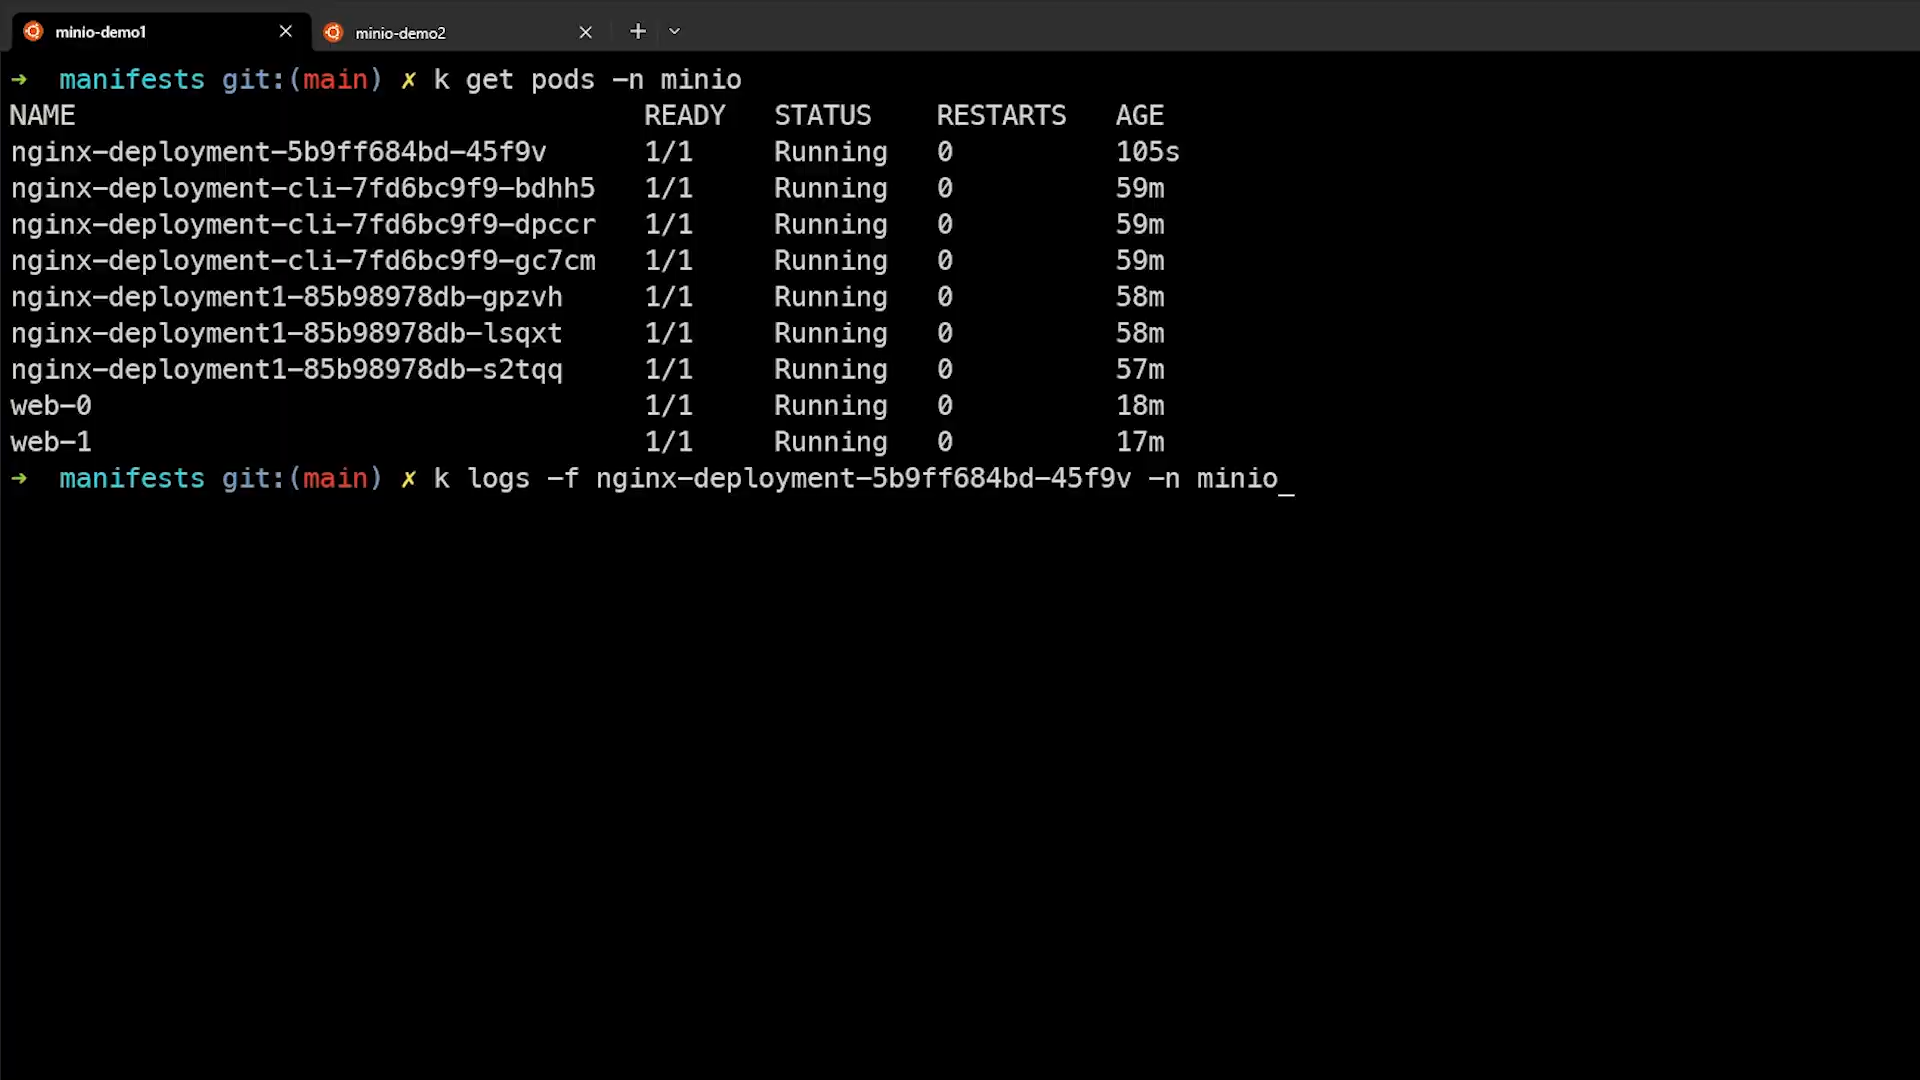 minio-demo1 minio-demo2
→ manifests git:(main) ✗ k get pods -n minio
NAME READY STATUS RESTARTS AGE
nginx-deployment-5b9ff684bd-45f9v 1/1 Running 0 105s
nginx-deployment-cli-7fd6bc9f9-bdhh5 1/1 Running 0 59m
nginx-deployment-cli-7fd6bc9f9-dpccr 1/1 Running 0 59m
nginx-deployment-cli-7fd6bc9f9-gc7cm 1/1 Running 0 59m
nginx-deployment1-85b98978db-gpzvh 1/1 Running 0 58m
nginx-deployment1-85b98978db-lsqxt 1/1 Running 0 58m
nginx-deployment1-85b98978db-s2tqq 1/1 Running 0 57m
web-0 1/1 Running 0 18m
web-1 1/1 Running 0 17m
→ manifests git:(main) ✗ k logs -f nginx-deployment-5b9ff684bd-45f9v -n minio_